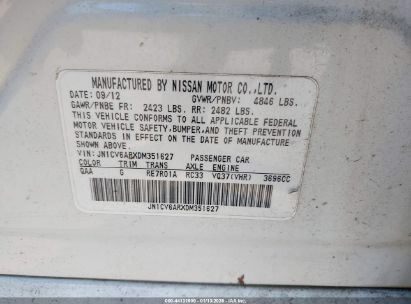 MANUFACTURED BY NISSAN MOTOR CO.,LTD.
DATE: 09/12 GVWR/PNBV: 4846 LBS.
GAWR/PNBE FR: 2423 LBS. RR: 2482 LBS.
THIS VEHICLE CONFORMS TO ALL APPLICABLE FEDERAL
MOTOR VEHICLE SAFETY,BUMPER,AND THEFT PREVENTION
STANDARDS IN EFFECT ON THE DATE OF MANUFACTURE
SHOWN ABOVE.
VIN: JN1CV6ARXDM351627 PASSENGER CAR
COLOR TRIM TRANS AXLE ENGINE
QAA G RE7R01A RC33 VQ37(VHR) 3696CC
JN1CV6ARXDM351627